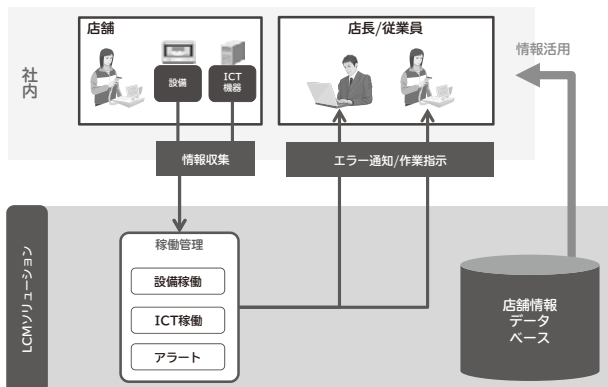 社内
店舗
設備
ICT
機器
店長/従業員
情報活用
情報収集
エラー通知/作業指示
LCMソリューション
稼働管理
設備稼働
ICT稼働
アラート
店舗情報
データ
ベース